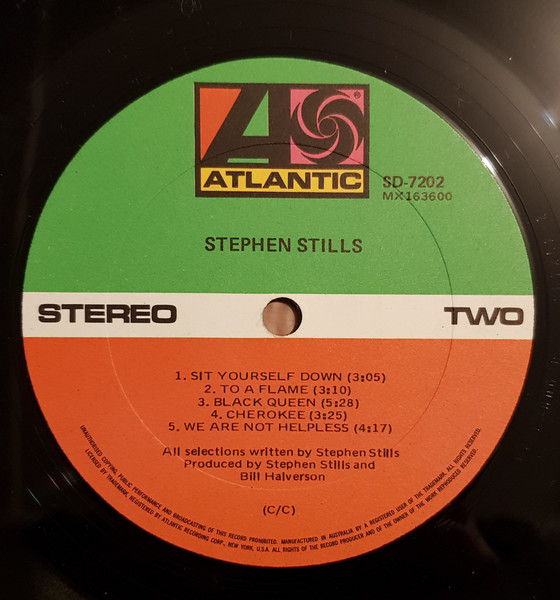 ATLANTIC
®
SD-7202
MX163600
STEPHEN STILLS
STEREO
TWO
1. SIT YOURSELF DOWN (3:05)
2. TO A FLAME (3:10)
3. BLACK QUEEN (5:28)
4. CHEROKEE (3:25)
5. WE ARE NOT HELPLESS (4:17)
All selections written by Stephen Stills
Produced by Stephen Stills and
Bill Halverson
(C/C)
UNAUTHORISED COPYING, PUBLIC PERFORMANCE AND BROADCASTING OF THIS RECORD PROHIBITED. MANUFACTURED IN AUSTRALIA BY A REGISTERED USER OF THE TRADEMARK. ALL RIGHTS RESERVED.
LICENSED BY TRADEMARK REGISTERED BY ATLANTIC RECORDING CORP., NEW YORK, U.S.A. ALL RIGHTS OF THE RECORD PRODUCER AND OF THE OWNER OF THE WORK REPRODUCED RESERVED.